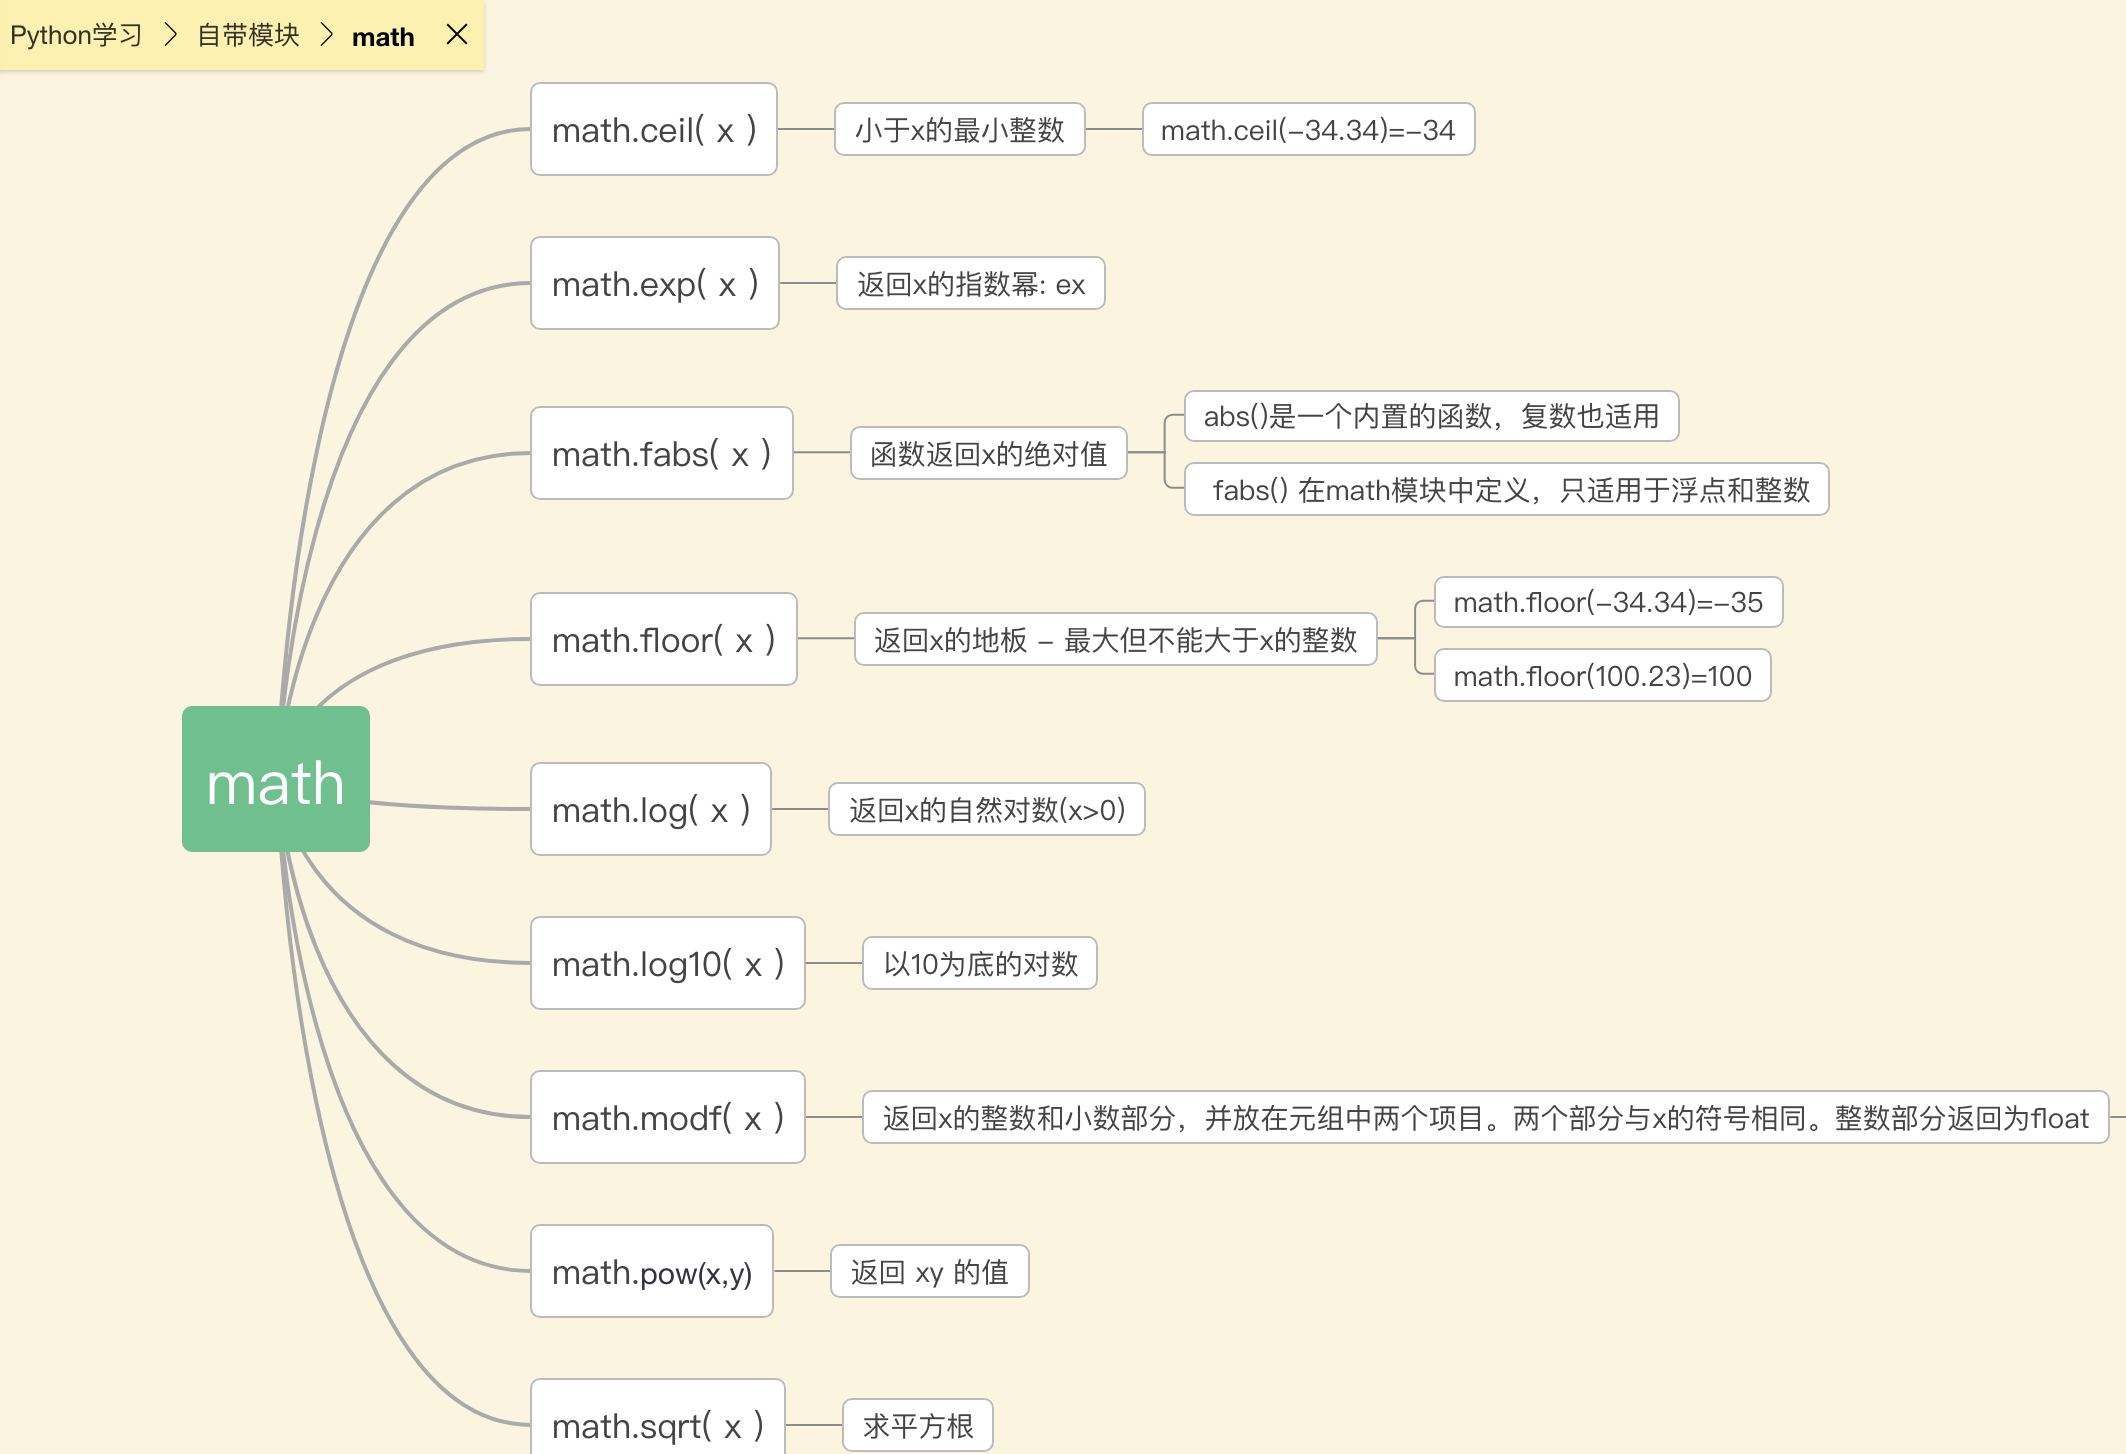 Python学习 > 自带模块 > math ×
math
math.ceil( x )
小于x的最小整数
math.ceil(-34.34)=-34
math.exp( x )
返回x的指数幂: ex
math.fabs( x )
函数返回x的绝对值
abs()是一个内置的函数，复数也适用
fabs() 在math模块中定义，只适用于浮点和整数
math.floor( x )
返回x的地板 – 最大但不能大于x的整数
math.floor(-34.34)=-35
math.floor(100.23)=100
math.log( x )
返回x的自然对数(x>0)
math.log10( x )
以10为底的对数
math.modf( x )
返回x的整数和小数部分，并放在元组中两个项目。两个部分与x的符号相同。整数部分返回为float
math.pow(x,y)
返回 xy 的值
math.sqrt( x )
求平方根